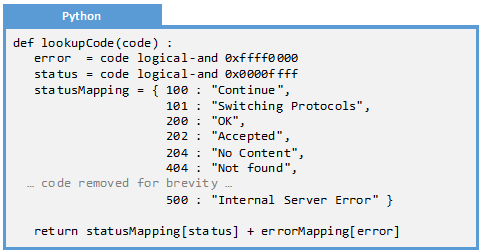 Python
def lookupCode(code) :
error  = code logical-and 0xffff0000
status = code logical-and 0x0000ffff
statusMapping = { 100 : "Continue",
101 : "Switching Protocols",
200 : "OK",
202 : "Accepted",
204 : "No Content",
404 : "Not found",
… code removed for brevity …
500 : "Internal Server Error" }
return statusMapping[status] + errorMapping[error]